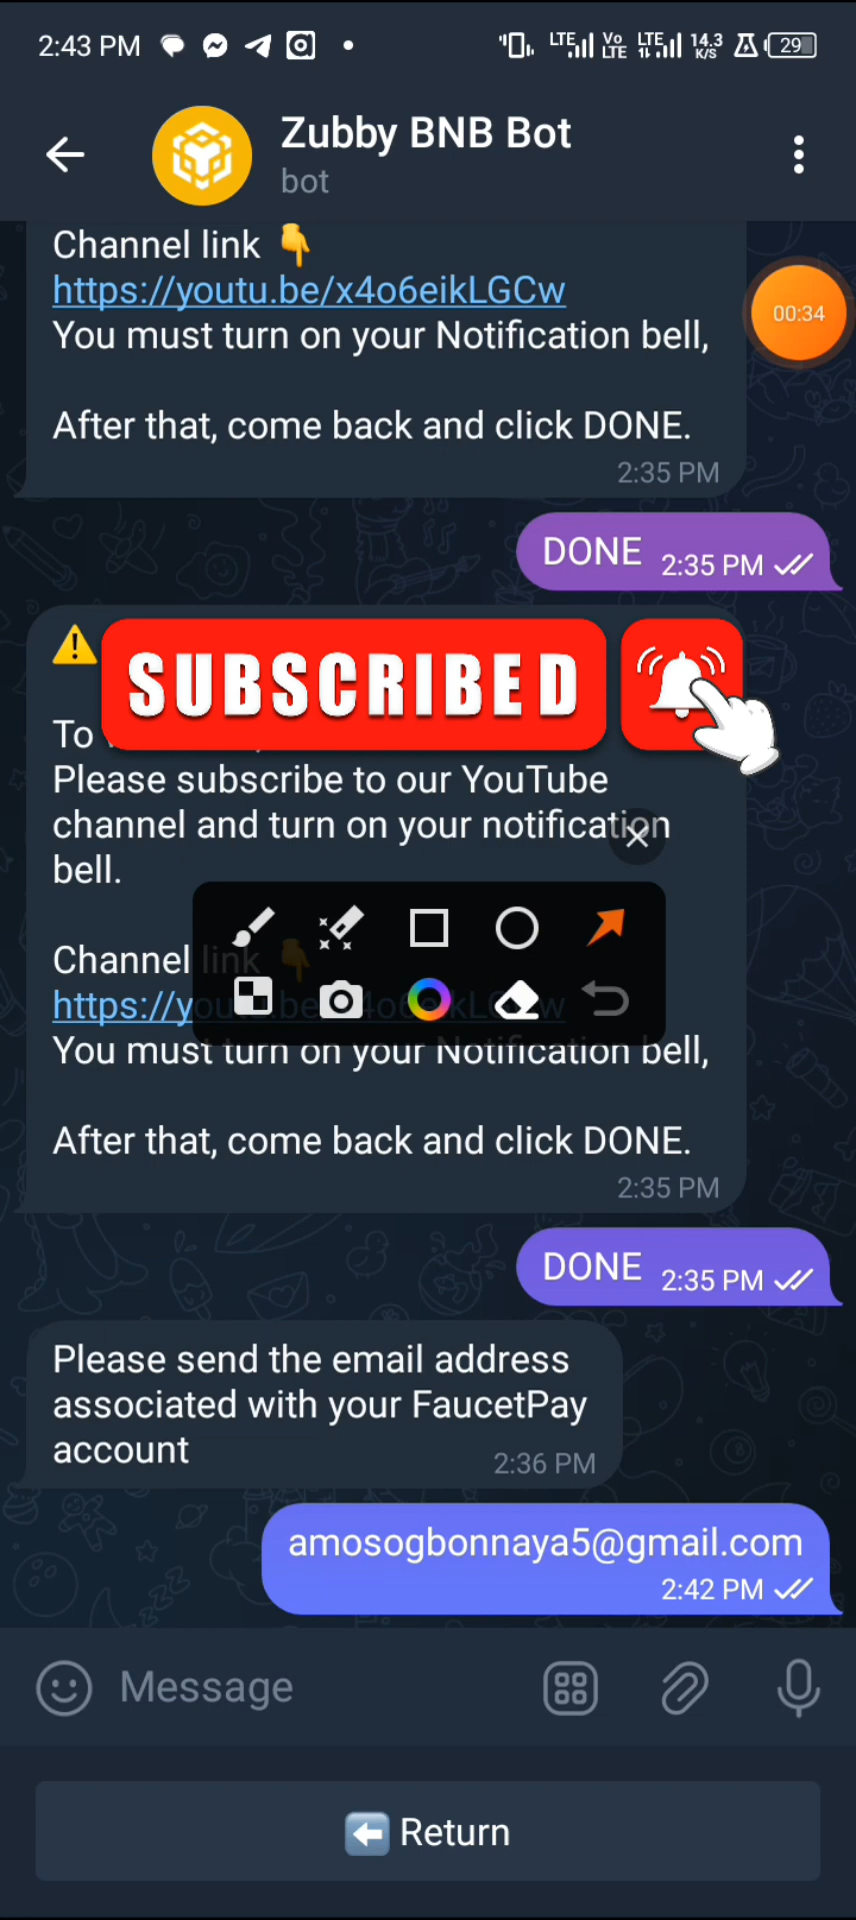 2:43 PM
LTE Vo LTE LTE 14.3 K/S 29
Zubby BNB Bot
bot
Channel link
https://youtu.be/x4o6eikLGCw
00:34
You must turn on your Notification bell,
After that, come back and click DONE.
2:35 PM
DONE 2:35 PM
SUBSCRIBED
To
Please subscribe to our YouTube
channel and turn on your notification
bell.
Channel link
https://youtu.be/x4o6eikLGCw
You must turn on your Notification bell,
After that, come back and click DONE.
2:35 PM
DONE 2:35 PM
Please send the email address
associated with your FaucetPay
account
2:36 PM
amosogbonnaya5@gmail.com
2:42 PM
Message
Return